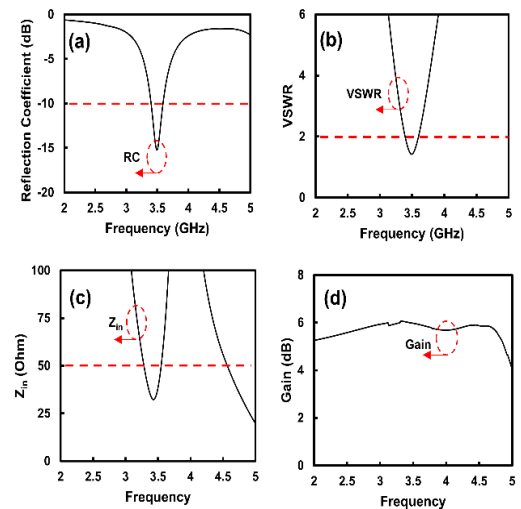 0
-5
-10
-15
-20
Reflection Coefficient (dB)
(a)
RC
2 2.5 3 3.5 4 4.5 5
Frequency (GHz)
6
4
2
0
VSWR
(b)
VSWR
2 2.5 3 3.5 4 4.5 5
Frequency (GHz)
100
75
50
25
0
Zin (Ohm)
(c)
Zin
2 2.5 3 3.5 4 4.5 5
Frequency
8
6
4
2
0
Gain (dB)
(d)
Gain
2 2.5 3 3.5 4 4.5 5
Frequency